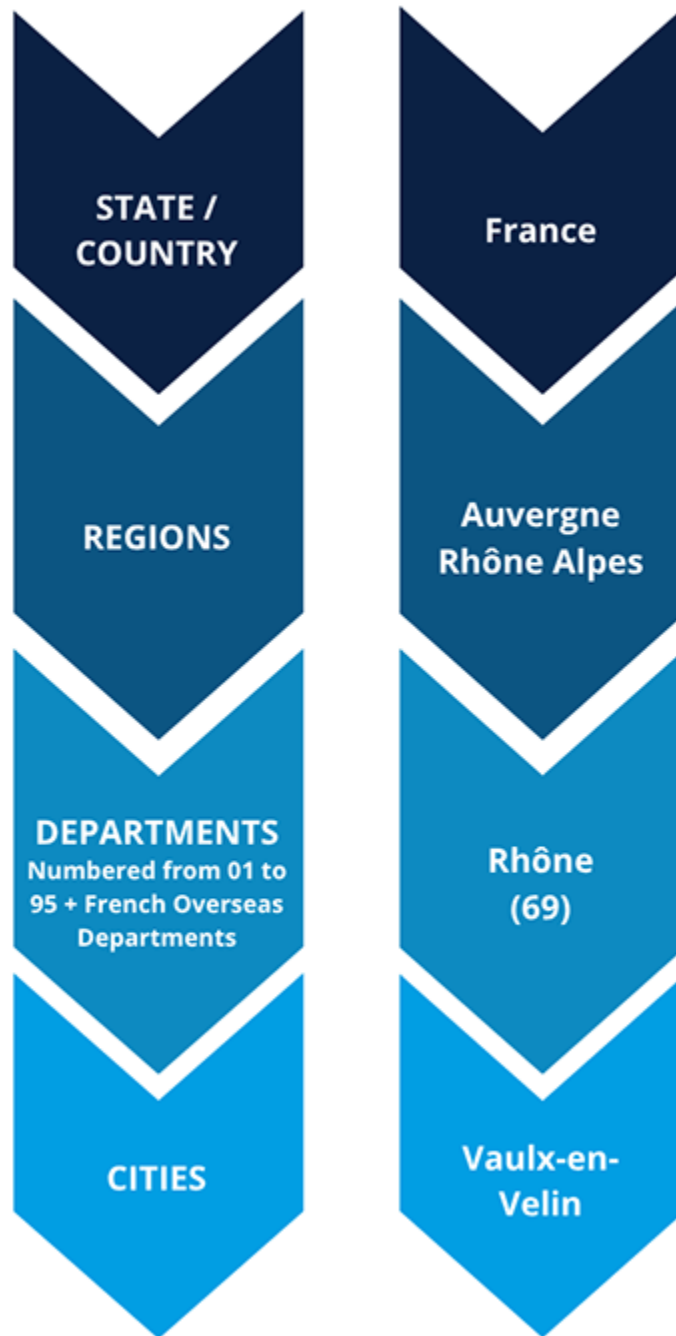 STATE /
COUNTRY
France
REGIONS
Auvergne
Rhône Alpes
DEPARTMENTS
Numbered from 01 to
95 + French Overseas
Departments
Rhône
(69)
CITIES
Vaulx-en-
Velin